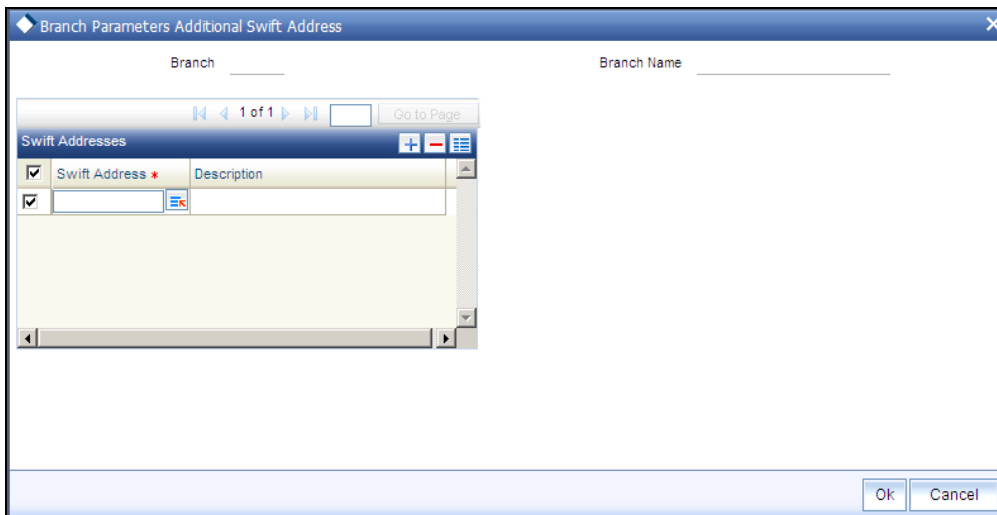 Branch Parameters Additional Swift Address
Branch
Branch Name
1 of 1
Go to Page
Swift Addresses
Swift Address *
Description
Ok
Cancel